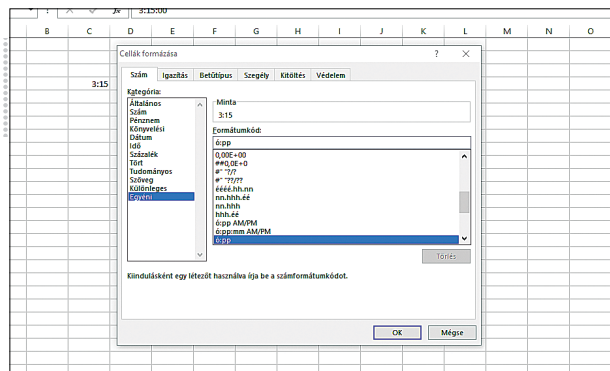 fx 3:15:00
B C D E F G H I J K L M N O
3:15
Cellák formázása ?
Szám Igazítás Betűtípus Szegély Kitöltés Védelem
Kategória:
Általános
Szám
Pénznem
Könyvelési
Dátum
Idő
Százalék
Tört
Tudományos
Szöveg
Különleges
Egyéni
Minta
3:15
Formátumkód:
ó:pp
0,00E+00
##0,0E+0
#" "?/?
#" "??/??
éééé.hh.nn
nn.hhh.éé
nn.hhh
hhh.éé
ó:pp AM/PM
ó:pp:mm AM/PM
ó:pp
Törlés
Kiindulásként egy létezőt használva írja be a számformátumkódot.
OK Mégse